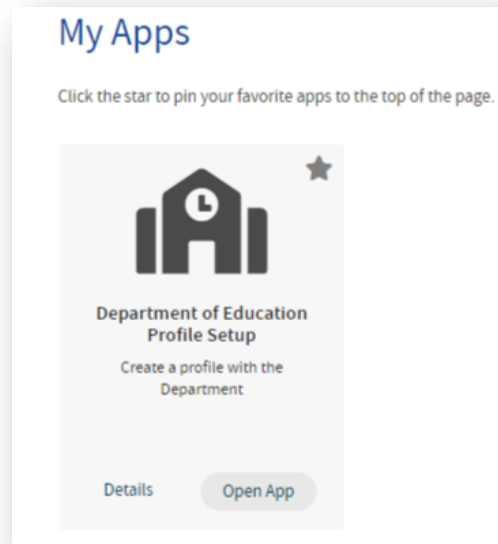 My Apps
Click the star to pin your favorite apps to the top of the page.
Department of Education
Profile Setup
Create a profile with the
Department
Details
Open App